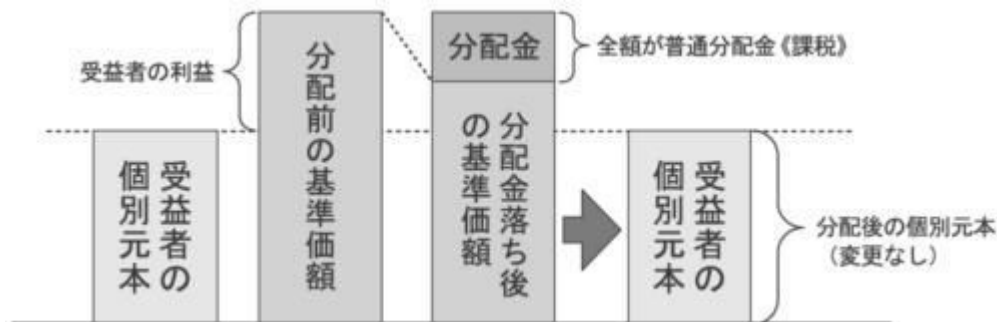 受益者の利益
受益者の
個別元本
分配前の基準価額
分配金
全額が普通分配金《課税》
分配金落ち後
の基準価額
受益者の
個別元本
分配後の個別元本
（変更なし）